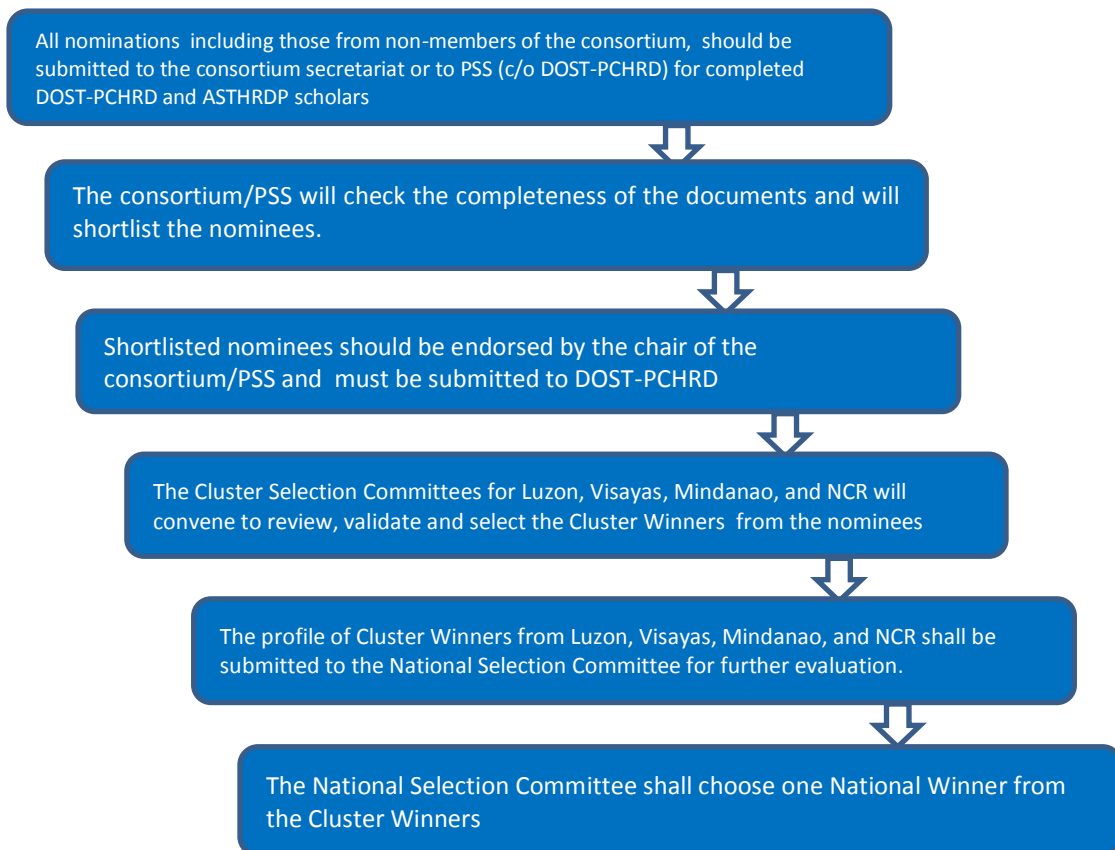 All nominations including those from non-members of the consortium, should be
submitted to the consortium secretariat or to PSS (c/o DOST-PCHRD) for completed
DOST-PCHRD and ASTHRDP scholars
The consortium/PSS will check the completeness of the documents and will
shortlist the nominees.
Shortlisted nominees should be endorsed by the chair of the
consortium/PSS and must be submitted to DOST-PCHRD
The Cluster Selection Committees for Luzon, Visayas, Mindanao, and NCR will
convene to review, validate and select the Cluster Winners from the nominees
The profile of Cluster Winners from Luzon, Visayas, Mindanao, and NCR shall be
submitted to the National Selection Committee for further evaluation.
The National Selection Committee shall choose one National Winner from
the Cluster Winners